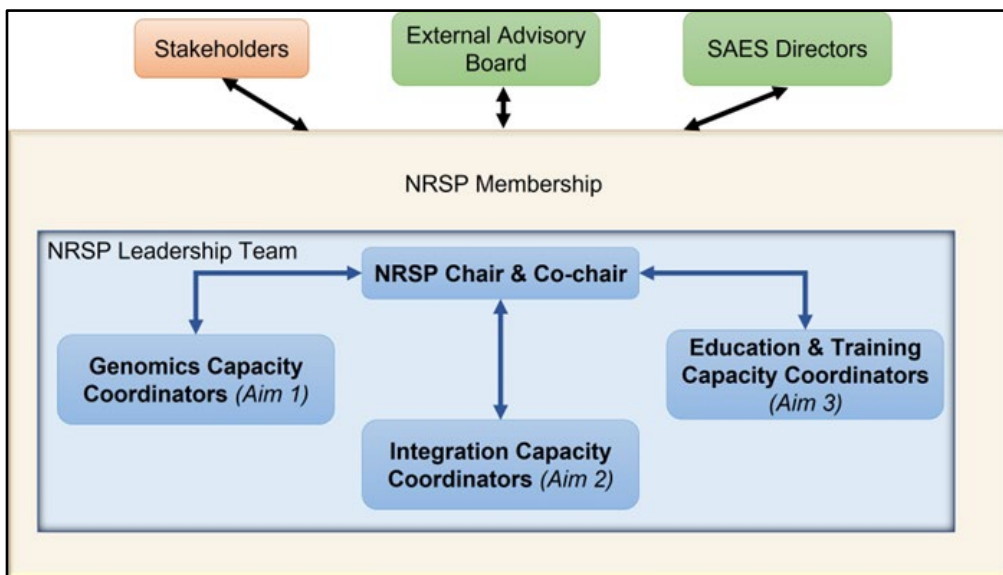 Stakeholders
External Advisory
Board
SAES Directors
NRSP Membership
NRSP Leadership Team
NRSP Chair & Co-chair
Genomics Capacity
Coordinators (Aim 1)
Integration Capacity
Coordinators (Aim 2)
Education & Training
Capacity Coordinators
(Aim 3)